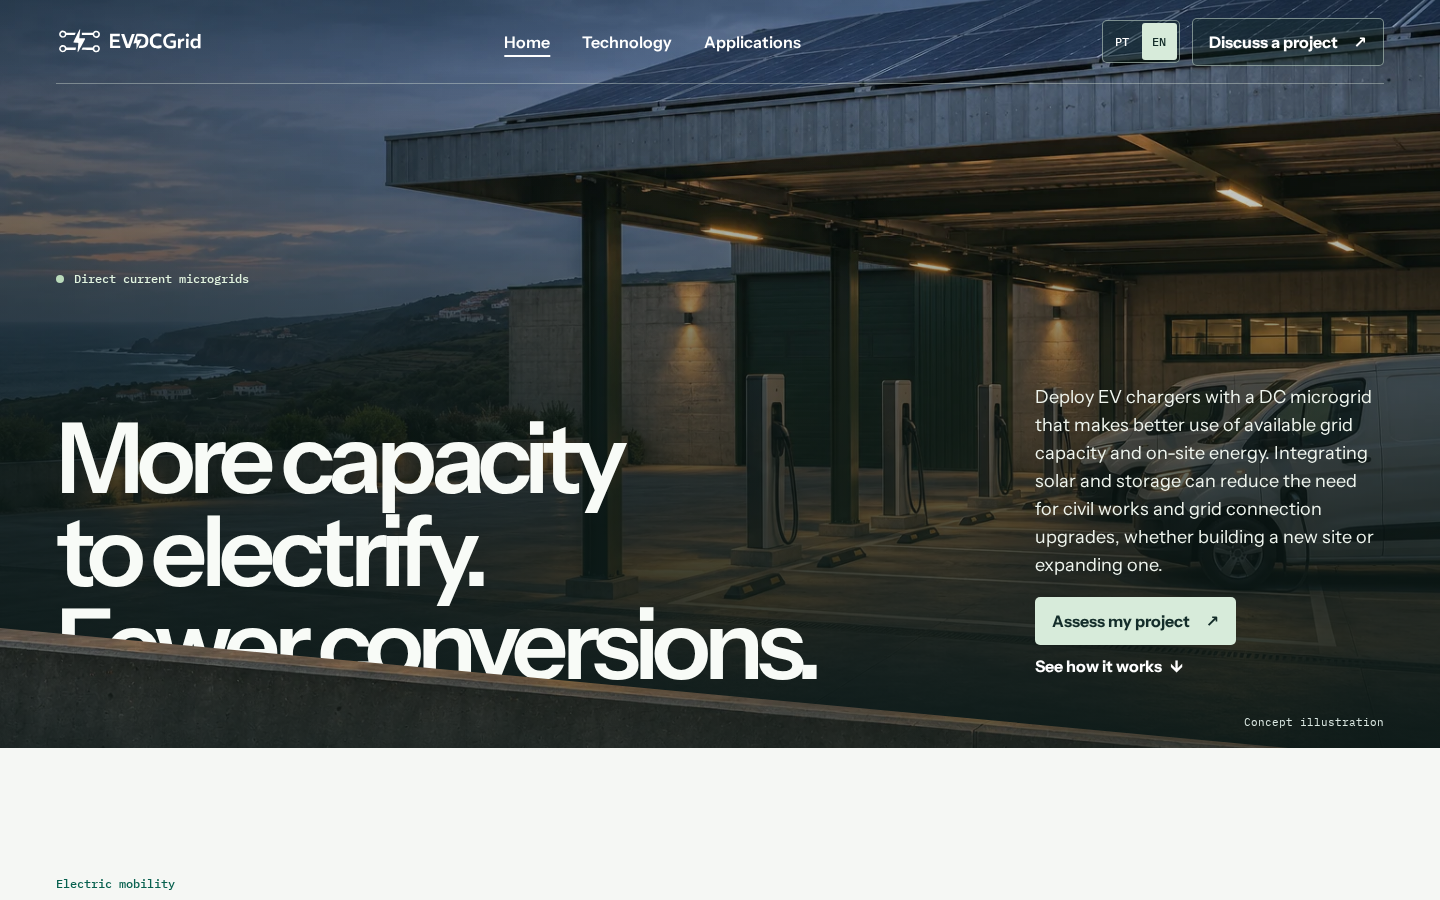 EVDCGrid
Home
Technology
Applications
PT
EN
Discuss a project ↗
Direct current microgrids
More capacity
to electrify.
Fewer conversions.
Deploy EV chargers with a DC microgrid
that makes better use of available grid
capacity and on-site energy. Integrating
solar and storage can reduce the need
for civil works and grid connection
upgrades, whether building a new site or
expanding one.
Assess my project ↗
See how it works ↓
Concept illustration
Electric mobility